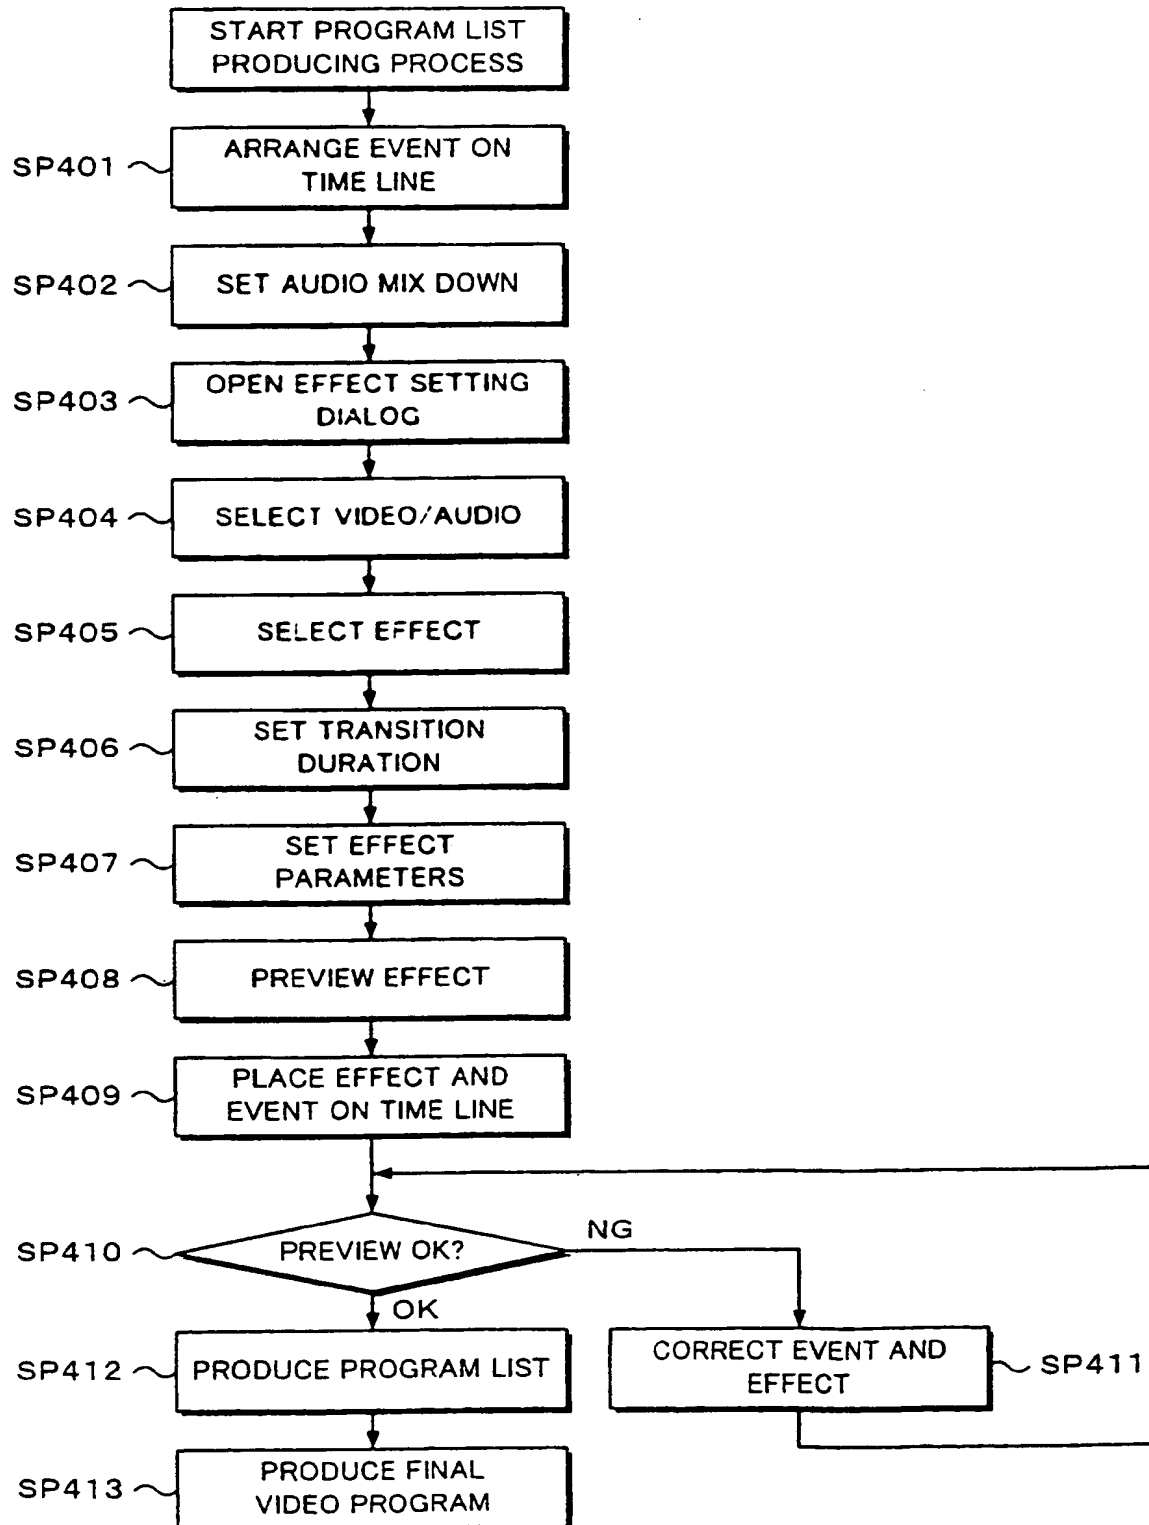 START PROGRAM LIST
PRODUCING PROCESS
SP401
ARRANGE EVENT ON
TIME LINE
SP402
SET AUDIO MIX DOWN
SP403
OPEN EFFECT SETTING
DIALOG
SP404
SELECT VIDEO/AUDIO
SP405
SELECT EFFECT
SP406
SET TRANSITION
DURATION
SP407
SET EFFECT
PARAMETERS
SP408
PREVIEW EFFECT
SP409
PLACE EFFECT AND
EVENT ON TIME LINE
SP410
PREVIEW OK?
NG
OK
SP412
PRODUCE PROGRAM LIST
CORRECT EVENT AND
EFFECT
SP411
SP413
PRODUCE FINAL
VIDEO PROGRAM